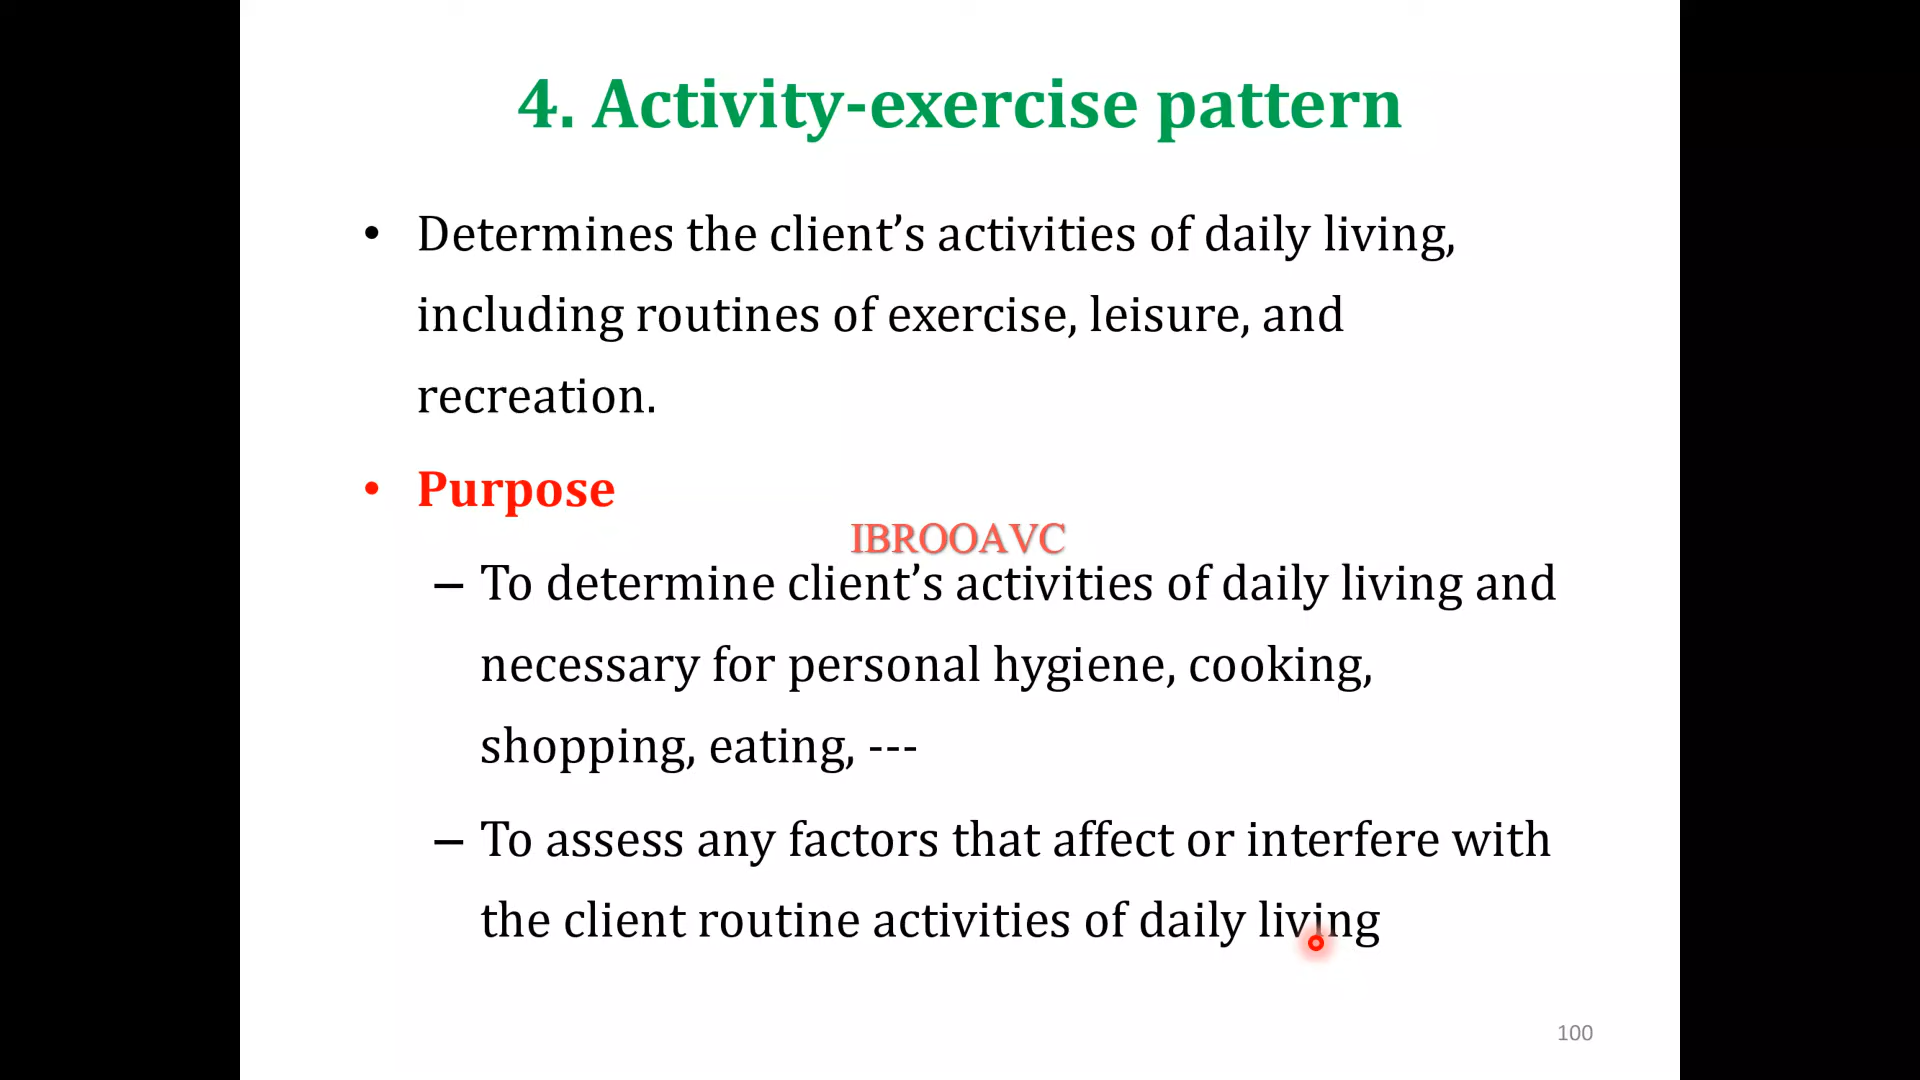 4. Activity-exercise pattern
• Determines the client’s activities of daily living,
including routines of exercise, leisure, and
recreation.
• Purpose
IBROOAVC
– To determine client’s activities of daily living and
necessary for personal hygiene, cooking,
shopping, eating, ---
– To assess any factors that affect or interfere with
the client routine activities of daily living
100